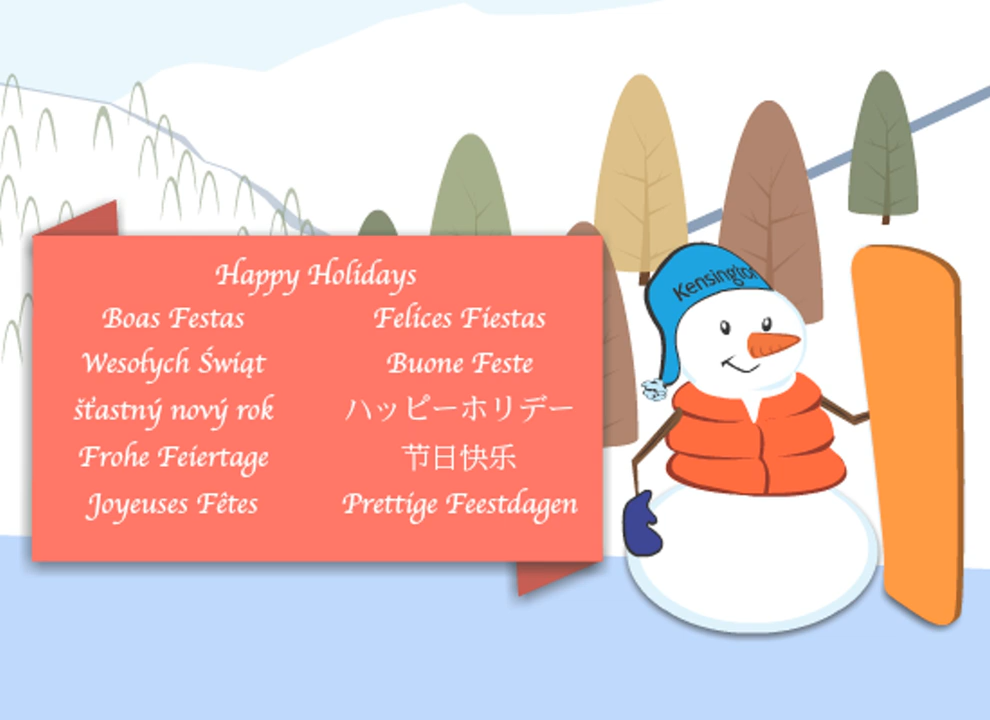 Happy Holidays
Boas Festas
Felices Fiestas
Wesołych Świąt
Buone Feste
šťastný nový rok
ハッピーホリデー
Frohe Feiertage
节日快乐
Joyeuses Fêtes
Prettige Feestdagen
Kensington